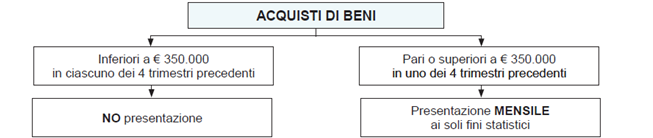 ACQUISTI DI BENI
Inferiori a € 350.000
in ciascuno dei 4 trimestri precedenti
Pari o superiori a € 350.000
in uno dei 4 trimestri precedenti
NO presentazione
Presentazione MENSILE
ai soli fini statistici